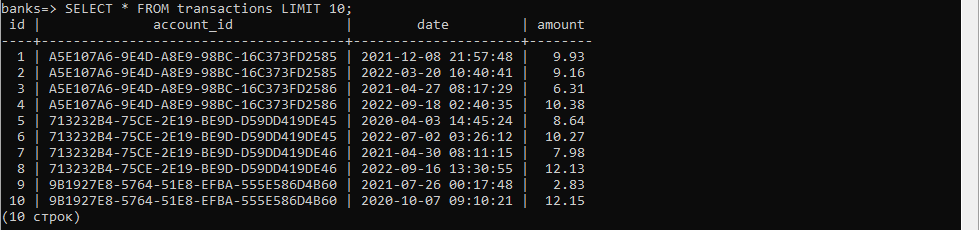 banks=> SELECT * FROM transactions LIMIT 10;
 id |              account_id              |        date         | amount
----+--------------------------------------+---------------------+--------
  1 | A5E107A6-9E4D-A8E9-98BC-16C373FD2585 | 2021-12-08 21:57:48 |   9.93
  2 | A5E107A6-9E4D-A8E9-98BC-16C373FD2585 | 2022-03-20 10:40:41 |   9.16
  3 | A5E107A6-9E4D-A8E9-98BC-16C373FD2586 | 2021-04-27 08:17:29 |   6.31
  4 | A5E107A6-9E4D-A8E9-98BC-16C373FD2586 | 2022-09-18 02:40:35 |  10.38
  5 | 713232B4-75CE-2E19-BE9D-D59DD419DE45 | 2020-04-03 14:45:24 |   8.64
  6 | 713232B4-75CE-2E19-BE9D-D59DD419DE45 | 2022-07-02 03:26:12 |  10.27
  7 | 713232B4-75CE-2E19-BE9D-D59DD419DE46 | 2021-04-30 08:11:15 |   7.98
  8 | 713232B4-75CE-2E19-BE9D-D59DD419DE46 | 2022-09-16 13:30:55 |  12.13
  9 | 9B1927E8-5764-51E8-EFBA-555E586D4B60 | 2021-07-26 00:17:48 |   2.83
 10 | 9B1927E8-5764-51E8-EFBA-555E586D4B60 | 2020-10-07 09:10:21 |  12.15
(10 строк)